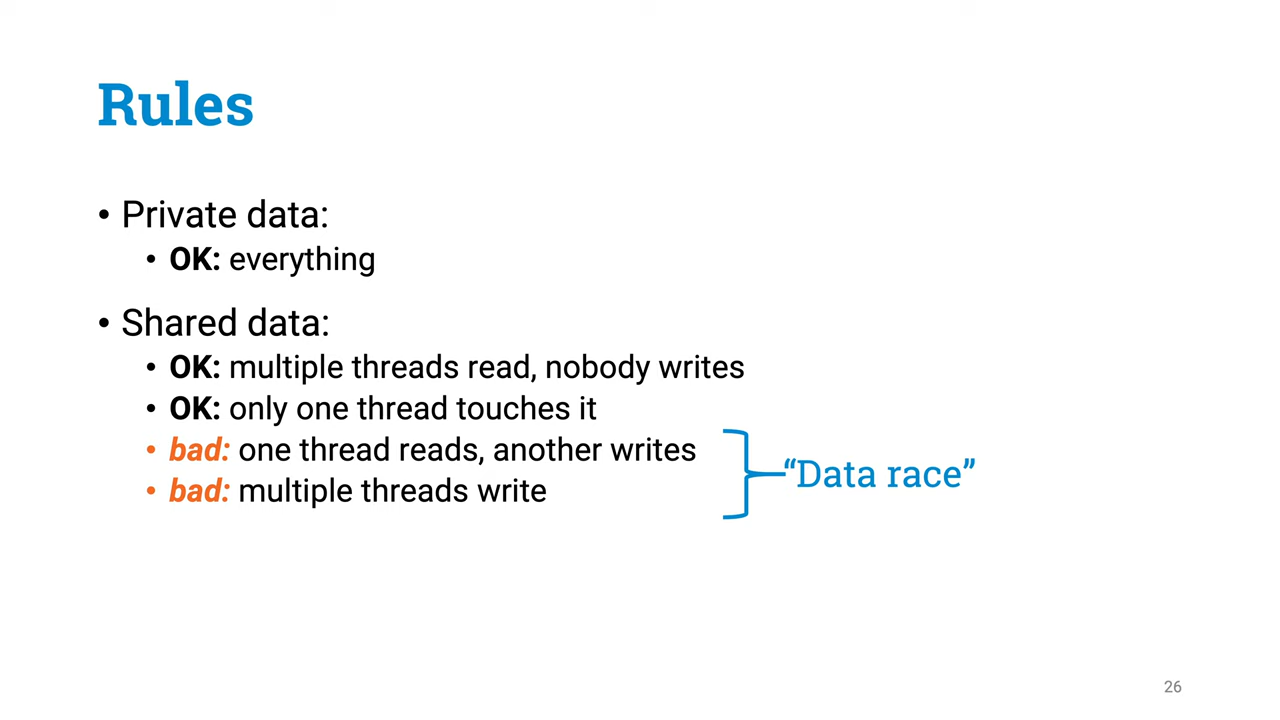 Rules
• Private data:
• OK: everything
• Shared data:
• OK: multiple threads read, nobody writes
• OK: only one thread touches it
• bad: one thread reads, another writes
• bad: multiple threads write
“Data race”
26